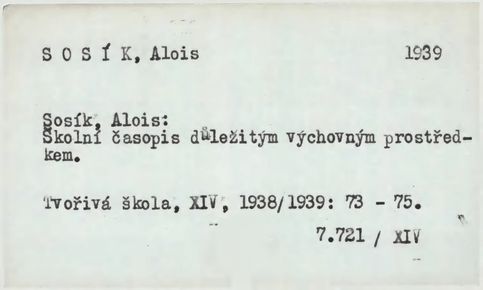 S O S Í K, Alois 1939
Sosík, Alois:
Školní časopis důležitým výchovným prostřed-
kem.
Tvořivá škola, XIV, 1938/1939: 73 - 75.
7.721 / XIV